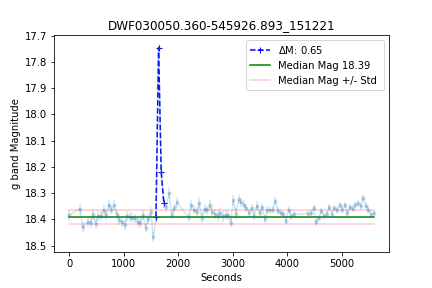 DWF030050.360-545926.893_151221
ΔM: 0.65
Median Mag 18.39
Median Mag +/- Std
g band Magnitude
17.7
17.8
17.9
18.0
18.1
18.2
18.3
18.4
18.5
0 1000 2000 3000 4000 5000
Seconds